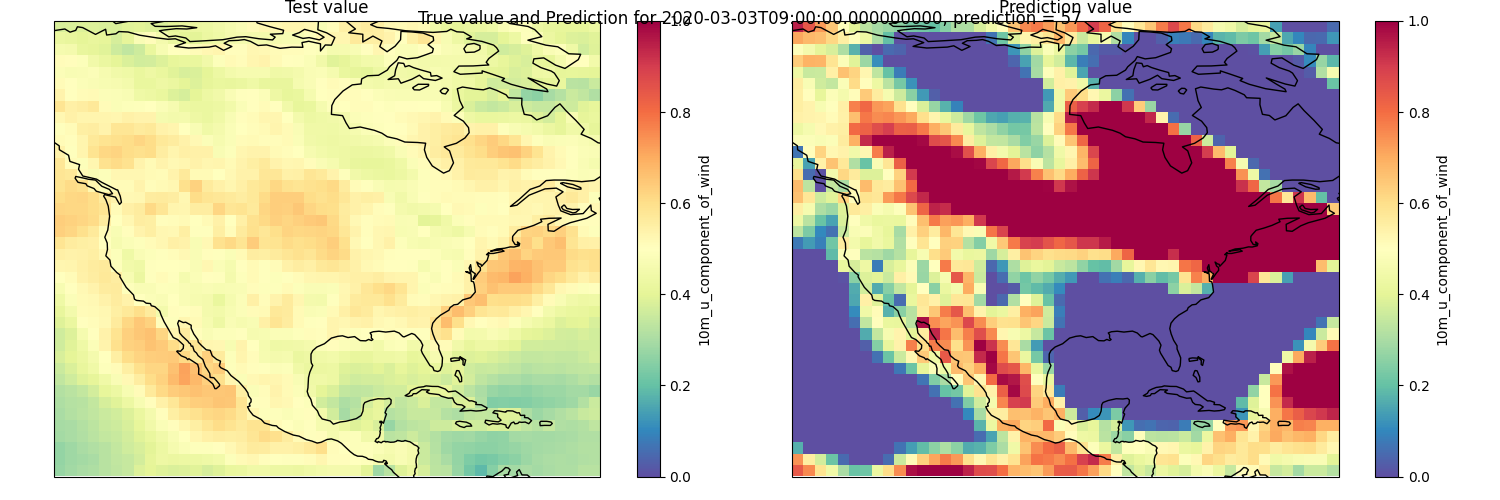 Test value
True value and Prediction for 2020-03-03T09:00:00.000000000 prediction = 57
Prediction value
1.0
0.8
0.6
0.4
0.2
0.0
10m_u_component_of_wind
1.0
0.8
0.6
0.4
0.2
0.0
10m_u_component_of_wind